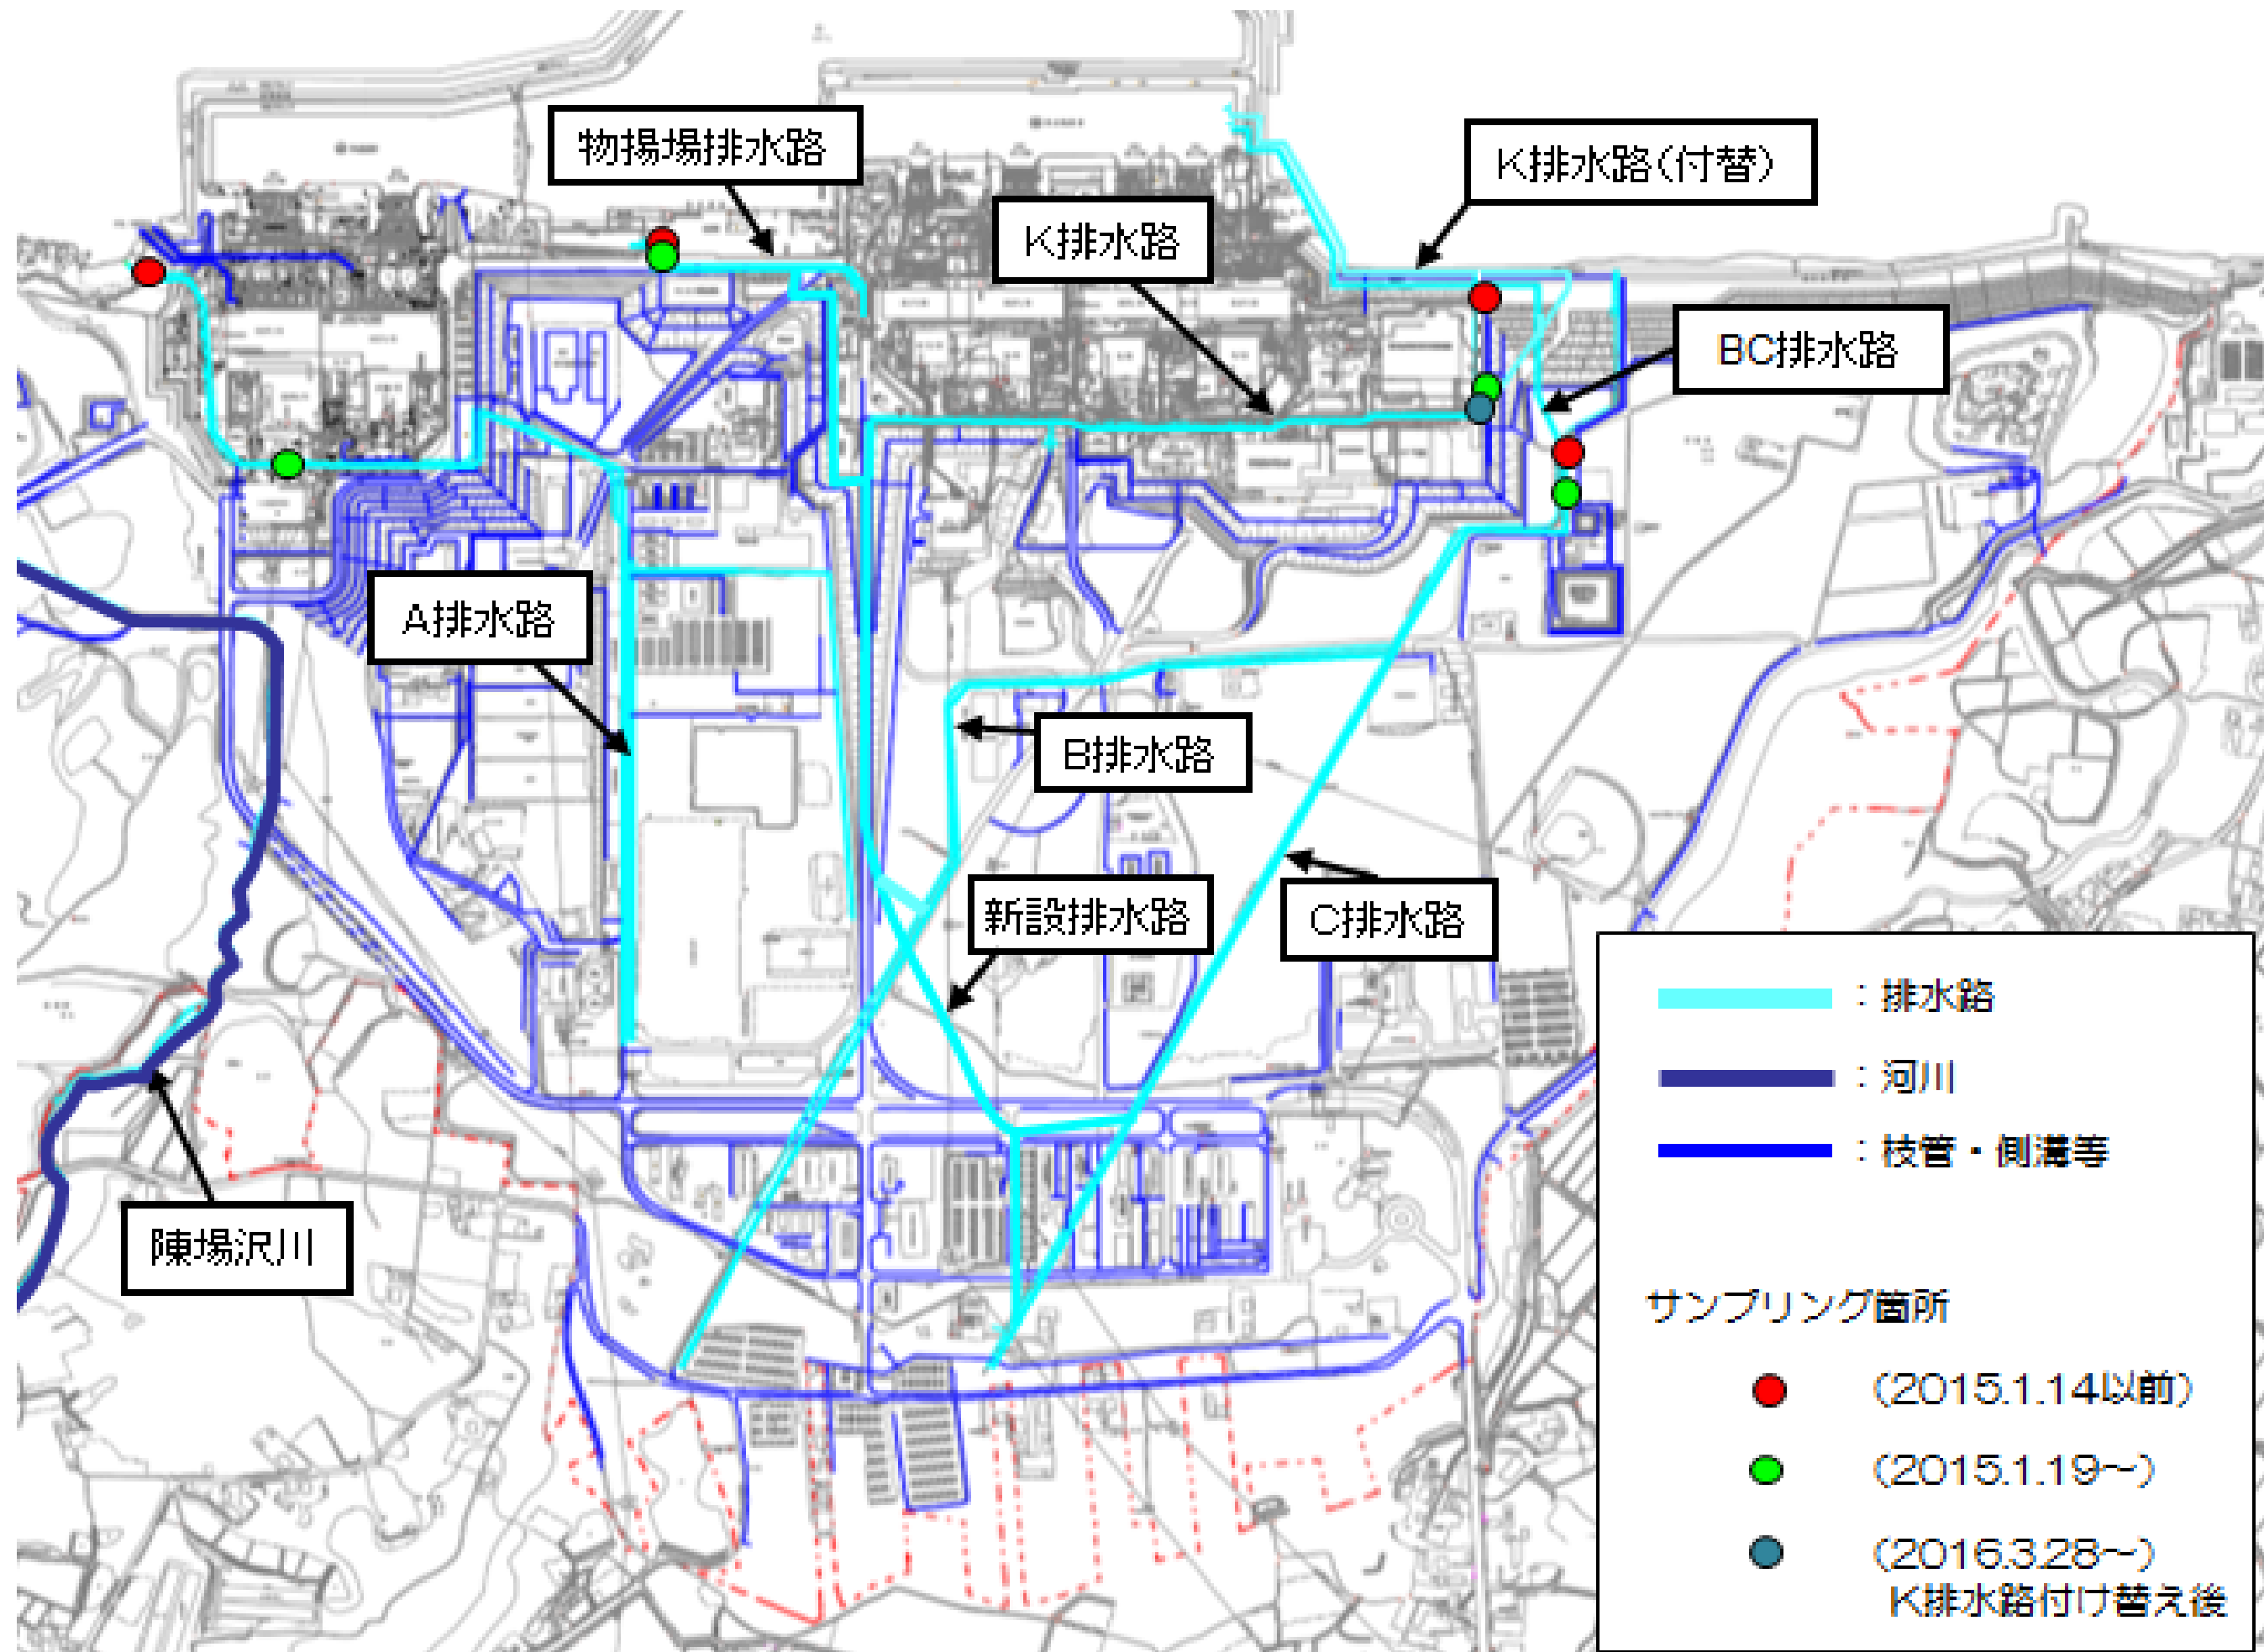 物揚場排水路
K排水路(付替)
K排水路
BC排水路
A排水路
B排水路
新設排水路
C排水路
陳場沢川
：排水路
：河川
：枝管・側溝等
サンプリング箇所
(2015.1.14以前)
(2015.1.19～)
(2016.3.28～)
K排水路付け替え後